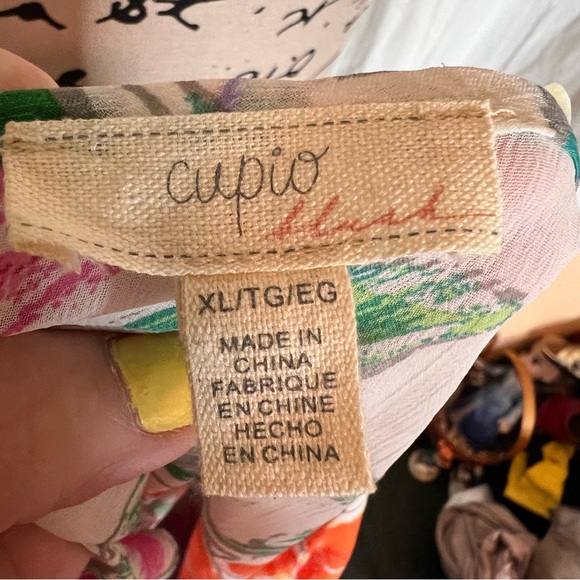 cupio
blush
XL/TG/EG
MADE IN
CHINA
FABRIQUE
EN CHINE
HECHO
EN CHINA